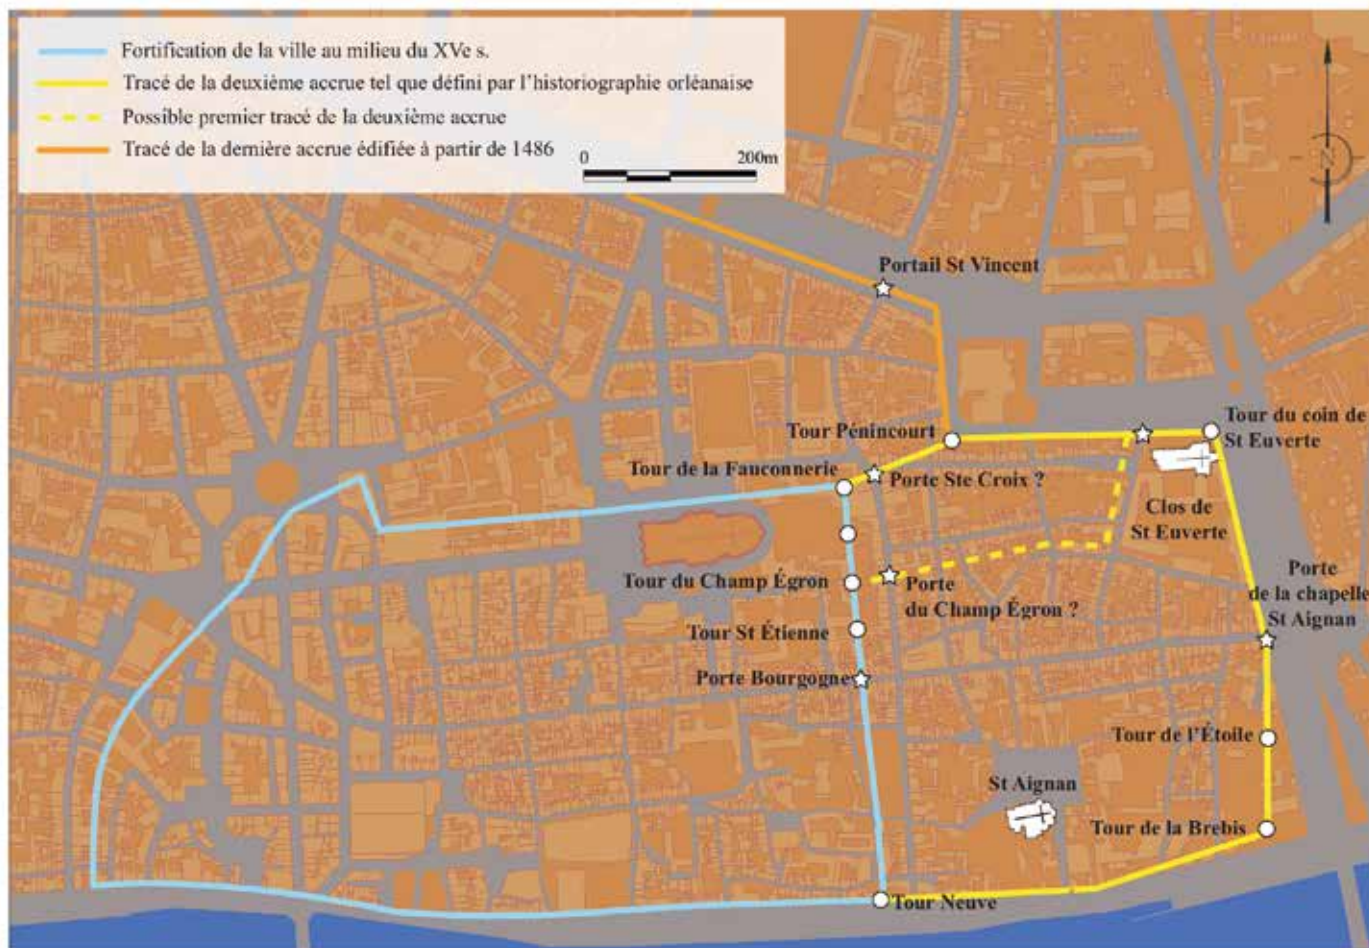 Fortification de la ville au milieu du XVe s.
Tracé de la deuxième accrue tel que défini par l'historiographie orléanaise
Possible premier tracé de la deuxième accrue
Tracé de la dernière accrue édifiée à partir de 1486
0 200m
N
Portail St Vincent
Tour Pénincourt
Tour du coin de
St Euverte
Tour de la Fauconnerie
Porte Ste Croix ?
Clos de
St Euverte
Tour du Champ Égron
Porte
du Champ Égron ?
Porte
de la chapelle
St Aignan
Tour St Étienne
Porte Bourgogne
Tour de l'Étoile
St Aignan
Tour de la Brebis
Tour Neuve